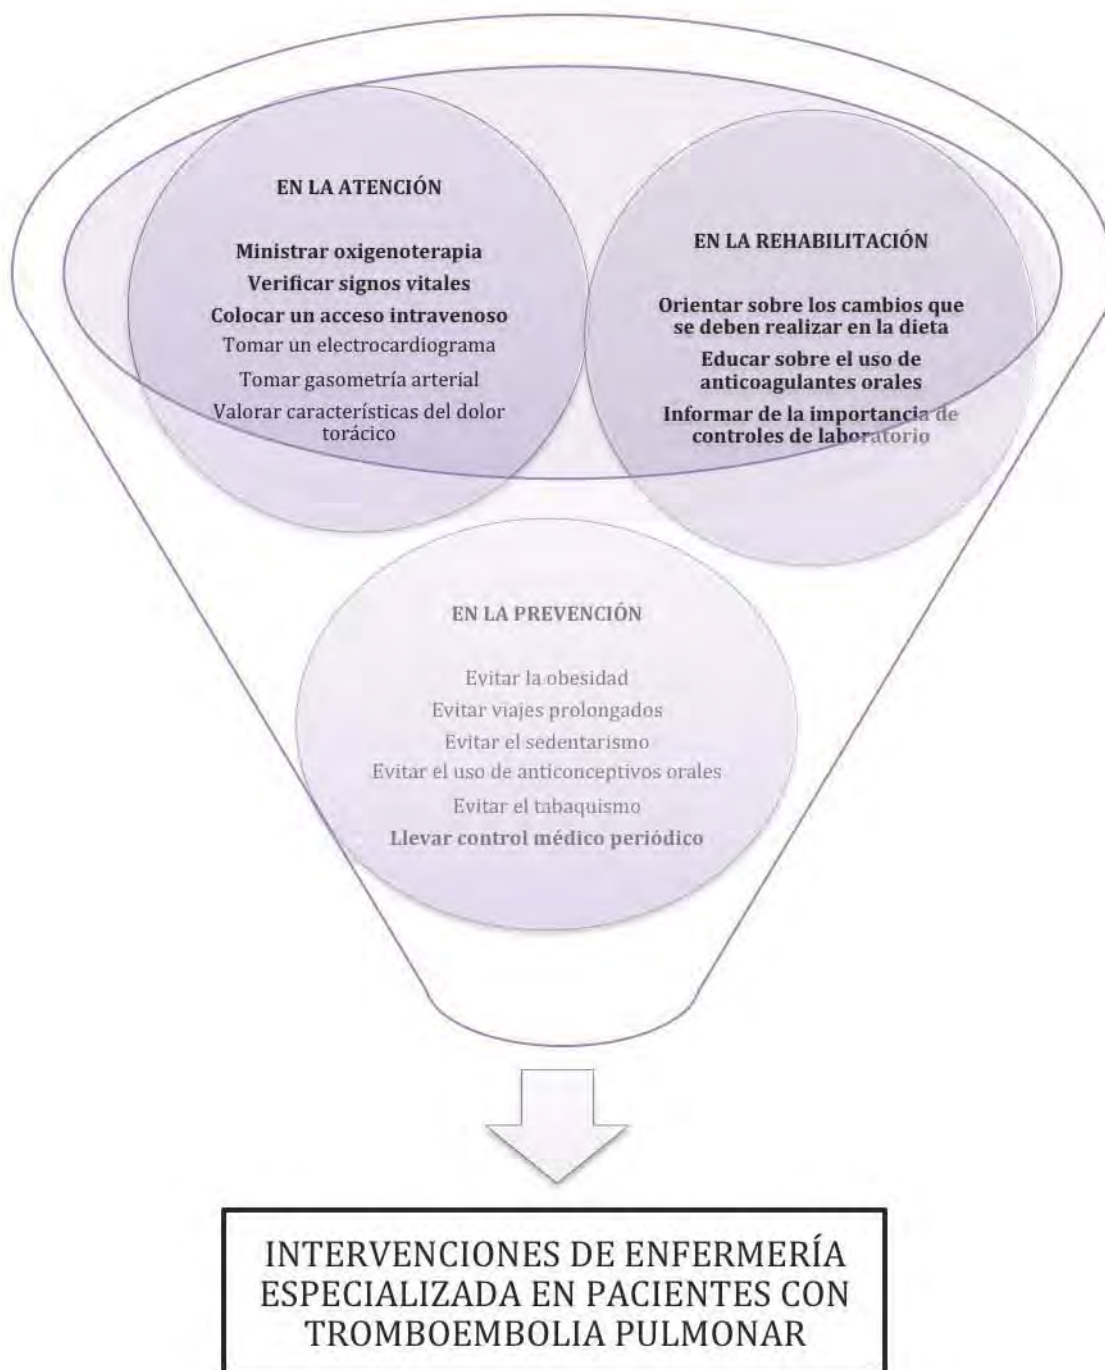 EN LA ATENCIÓN
Ministrar oxigenoterapia
Verificar signos vitales
Colocar un acceso intravenoso
Tomar un electrocardiograma
Tomar gasometría arterial
Valorar características del dolor
torácico
EN LA REHABILITACIÓN
Orientar sobre los cambios que
se deben realizar en la dieta
Educar sobre el uso de
anticoagulantes orales
Informar de la importancia de
controles de laboratorio
EN LA PREVENCIÓN
Evitar la obesidad
Evitar viajes prolongados
Evitar el sedentarismo
Evitar el uso de anticonceptivos orales
Evitar el tabaquismo
Llevar control médico periódico
INTERVENCIONES DE ENFERMERÍA
ESPECIALIZADA EN PACIENTES CON
TROMBOEMBOLIA PULMONAR